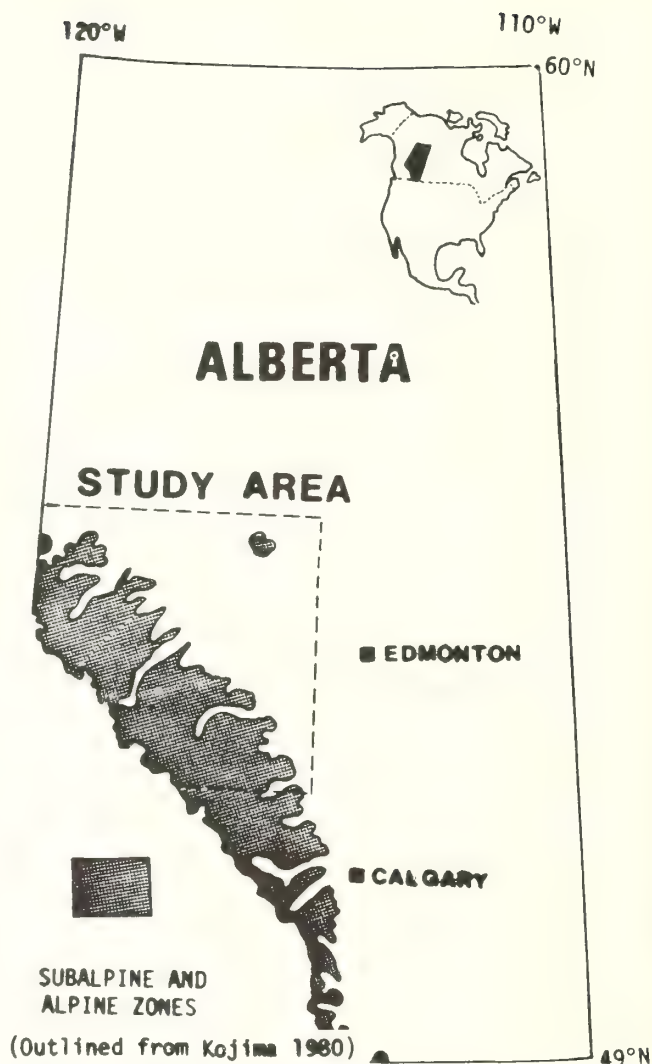 120°W
110°W
60°N
ALBERTA
STUDY AREA
EDMONTON
CALGARY
SUBALPINE AND
ALPINE ZONES
(Outlined from Kojima 1980)
49°N